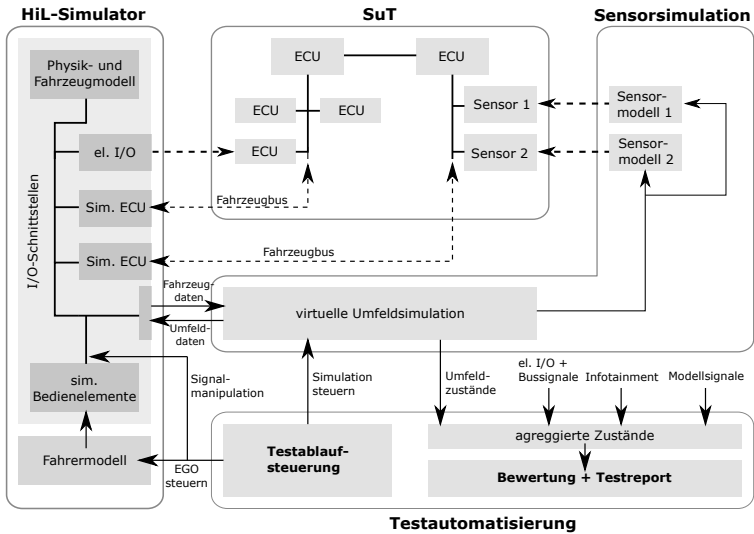 HiL-Simulator
SuT
Sensorsimulation
Physik- und
Fahrzeugmodell
el. I/O
Sim. ECU
Sim. ECU
I/O-Schnittstellen
sim.
Bedienelemente
Fahrermodell
ECU
ECU
ECU
ECU
ECU
Sensor 1
Sensor 2
Sensor-
modell 1
Sensor-
modell 2
Fahrzeugbus
Fahrzeugbus
Fahrzeug-
daten
Umfeld-
daten
virtuelle Umfeldsimulation
Signal-
manipulation
Simulation
steuern
Umfeld-
zustände
el. I/O +
Bussignale
Infotainment
Modellsignale
EGO
steuern
Testablauf-
steuerung
agreggierte Zustände
Bewertung + Testreport
Testautomatisierung